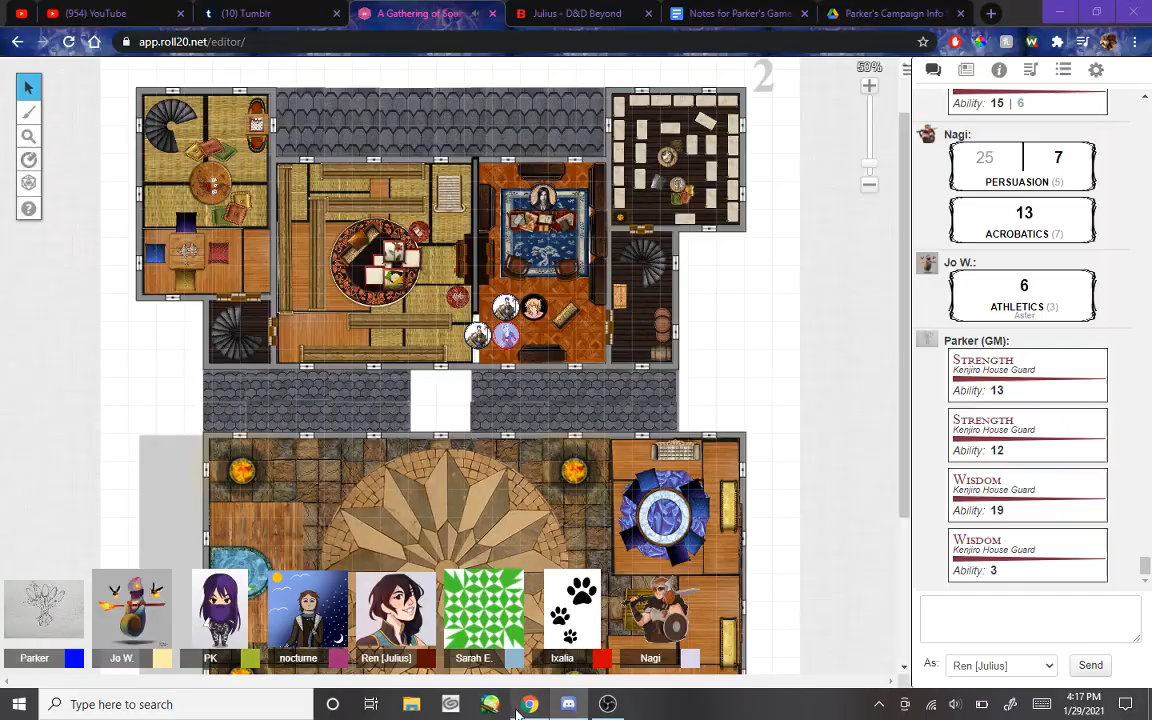 (954) YouTube
(10) Tumblr
A Gathering of Sou
Julius - D&D Beyond
Notes for Parker's Game
Parker's Campaign Info
app.roll20.net/editor/
2
50%
Ability: 15 | 6
Nagi:
25 7
PERSUASION (5)
13
ACROBATICS (7)
Jo W.:
6
ATHLETICS (3)
Aster
Parker (GM):
STRENGTH
Kenjiro House Guard
Ability: 13
STRENGTH
Kenjiro House Guard
Ability: 12
WISDOM
Kenjiro House Guard
Ability: 19
WISDOM
Kenjiro House Guard
Ability: 3
Parker
Jo W.
PK
nocturne
Ren [Julius]
Sarah E.
Ixalia
Nagi
As:
Ren [Julius]
Send
Type here to search
4:17 PM
1/29/2021